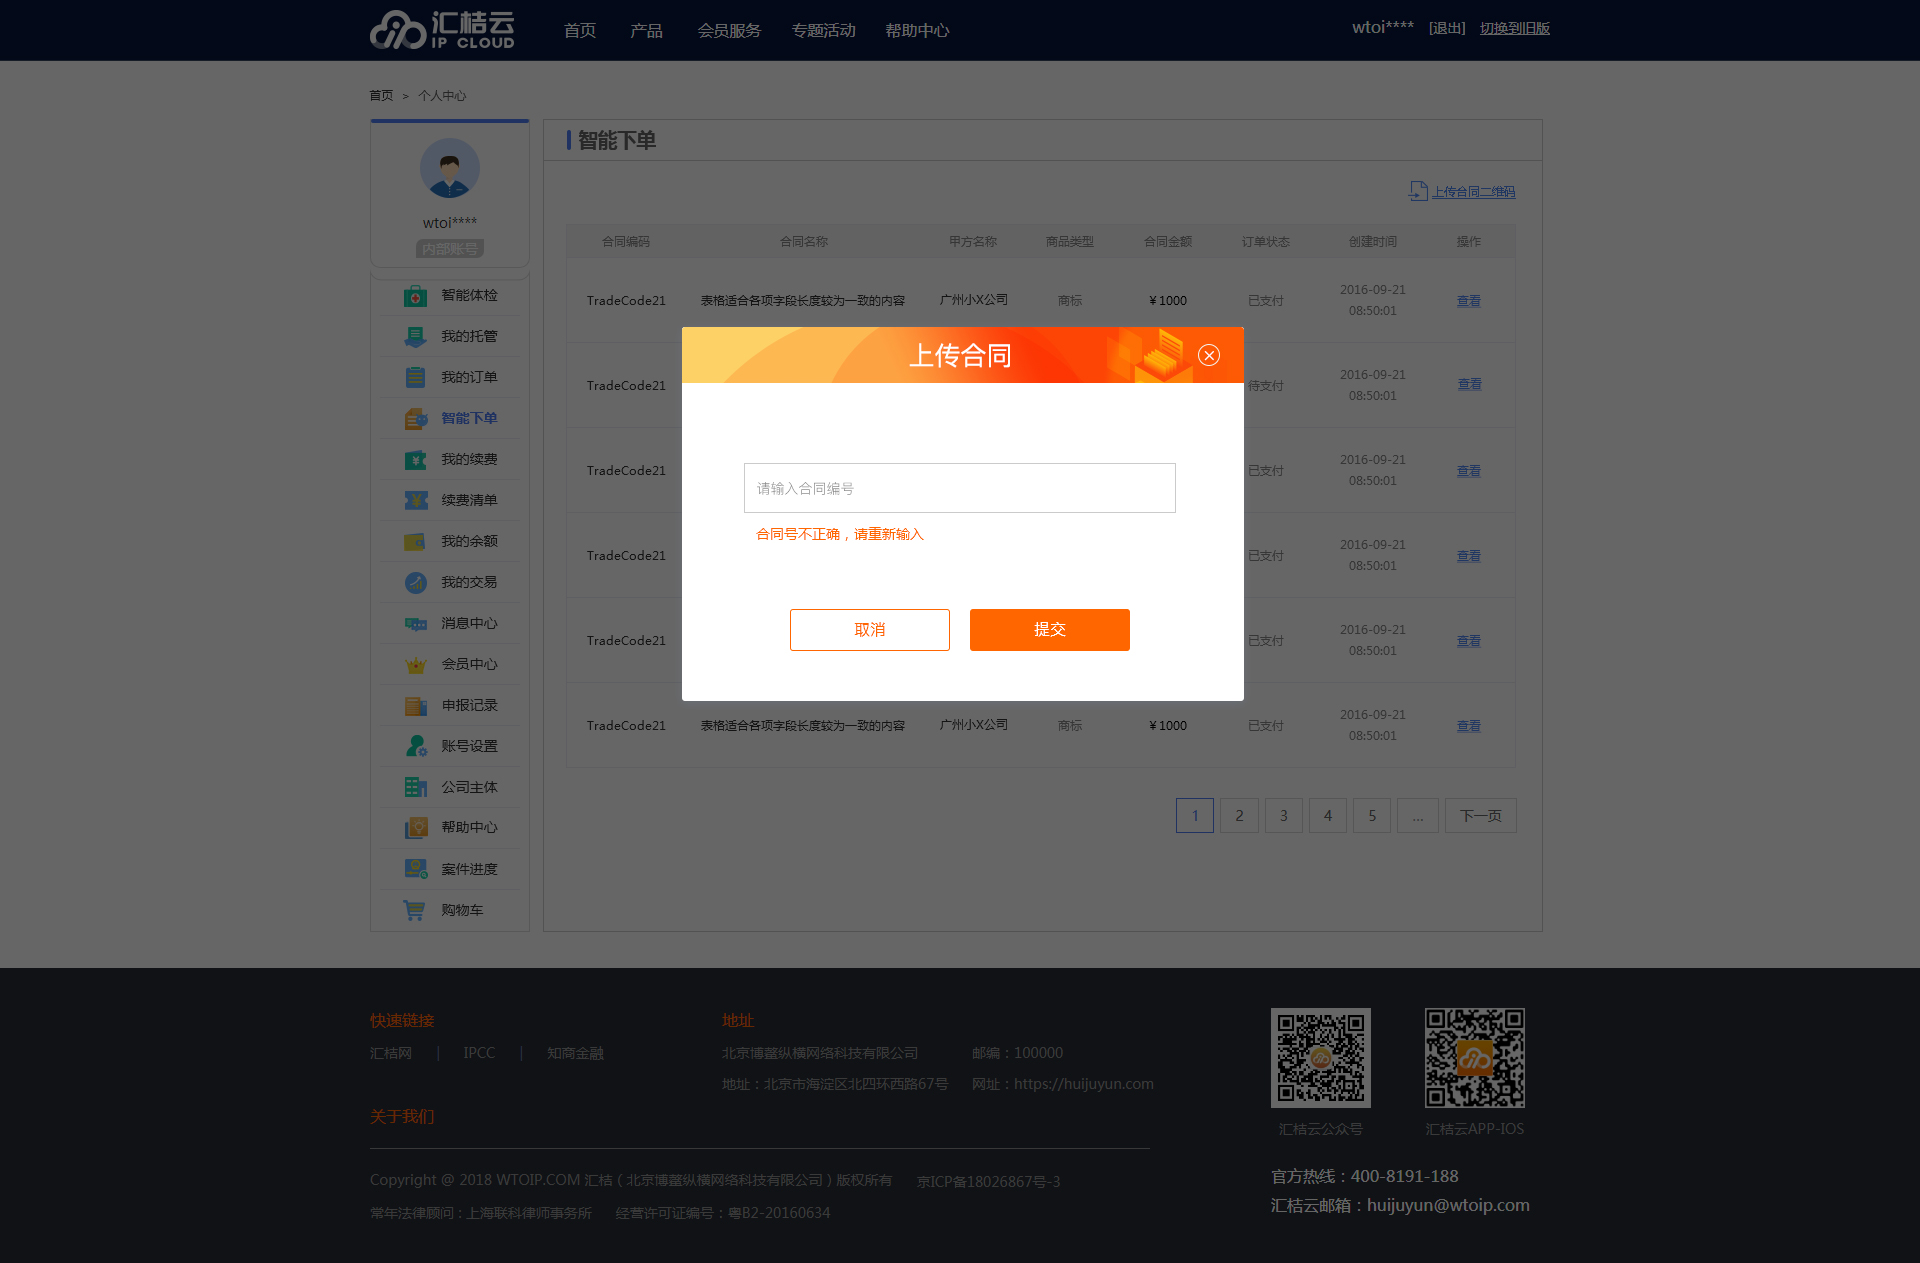 汇桔云
IP CLOUD
首页 产品 会员服务 专题活动 帮助中心
wtoi**** [退出] 切换到旧版
首页 > 个人中心
wtoi****
内部账号
智能体检
我的托管
我的订单
智能下单
我的续费
续费清单
我的余额
我的交易
消息中心
会员中心
申报记录
账号设置
公司主体
帮助中心
案件进度
购物车
智能下单
上传合同二维码
合同编码 合同名称 甲方名称 商品类型 合同金额 订单状态 创建时间 操作
TradeCode21 表格适合各项字段长度较为一致的内容 广州小X公司 商标 ¥1000 已支付 2016-09-21 08:50:01 查看
TradeCode21 待支付 2016-09-21 08:50:01 查看
TradeCode21 已支付 2016-09-21 08:50:01 查看
TradeCode21 已支付 2016-09-21 08:50:01 查看
TradeCode21 已支付 2016-09-21 08:50:01 查看
TradeCode21 表格适合各项字段长度较为一致的内容 广州小X公司 商标 ¥1000 已支付 2016-09-21 08:50:01 查看
上传合同
请输入合同编号
合同号不正确，请重新输入
取消 提交
1 2 3 4 5 ... 下一页
快速链接
汇桔网 | IPCC | 知商金融
关于我们
地址
北京博鳌纵横网络科技有限公司 邮编：100000
地址：北京市海淀区北四环西路67号 网址：https://huijuyun.com
汇桔云公众号 汇桔云APP-IOS
Copyright @ 2018 WTOIP.COM 汇桔（北京博鳌纵横网络科技有限公司）版权所有 京ICP备18026867号-3
常年法律顾问：上海联科律师事务所 经营许可证编号：粤B2-20160634
官方热线：400-8191-188
汇桔云邮箱：huijuyun@wtoip.com